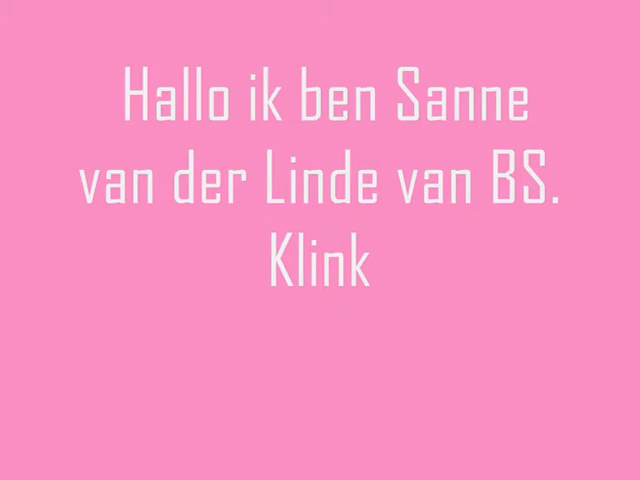 Hallo ik ben Sanne
van der Linde van BS.
Klink